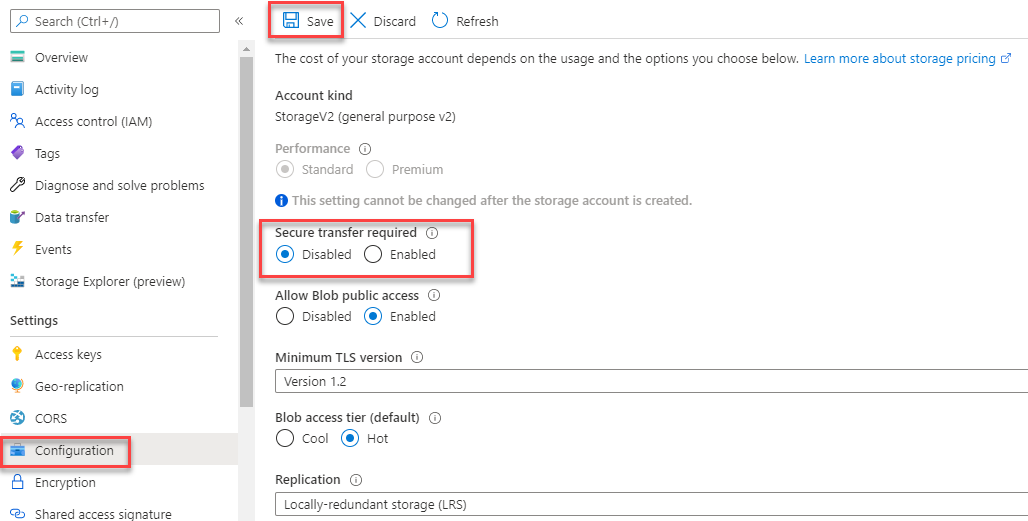 Search (Ctrl+/)
«
Overview
Activity log
Access control (IAM)
Tags
Diagnose and solve problems
Data transfer
Events
Storage Explorer (preview)
Settings
Access keys
Geo-replication
CORS
Configuration
Encryption
Shared access signature
Save Discard Refresh
The cost of your storage account depends on the usage and the options you choose below. Learn more about storage pricing
Account kind
StorageV2 (general purpose v2)
Performance
Standard Premium
This setting cannot be changed after the storage account is created.
Secure transfer required
Disabled Enabled
Allow Blob public access
Disabled Enabled
Minimum TLS version
Version 1.2
Blob access tier (default)
Cool Hot
Replication
Locally-redundant storage (LRS)